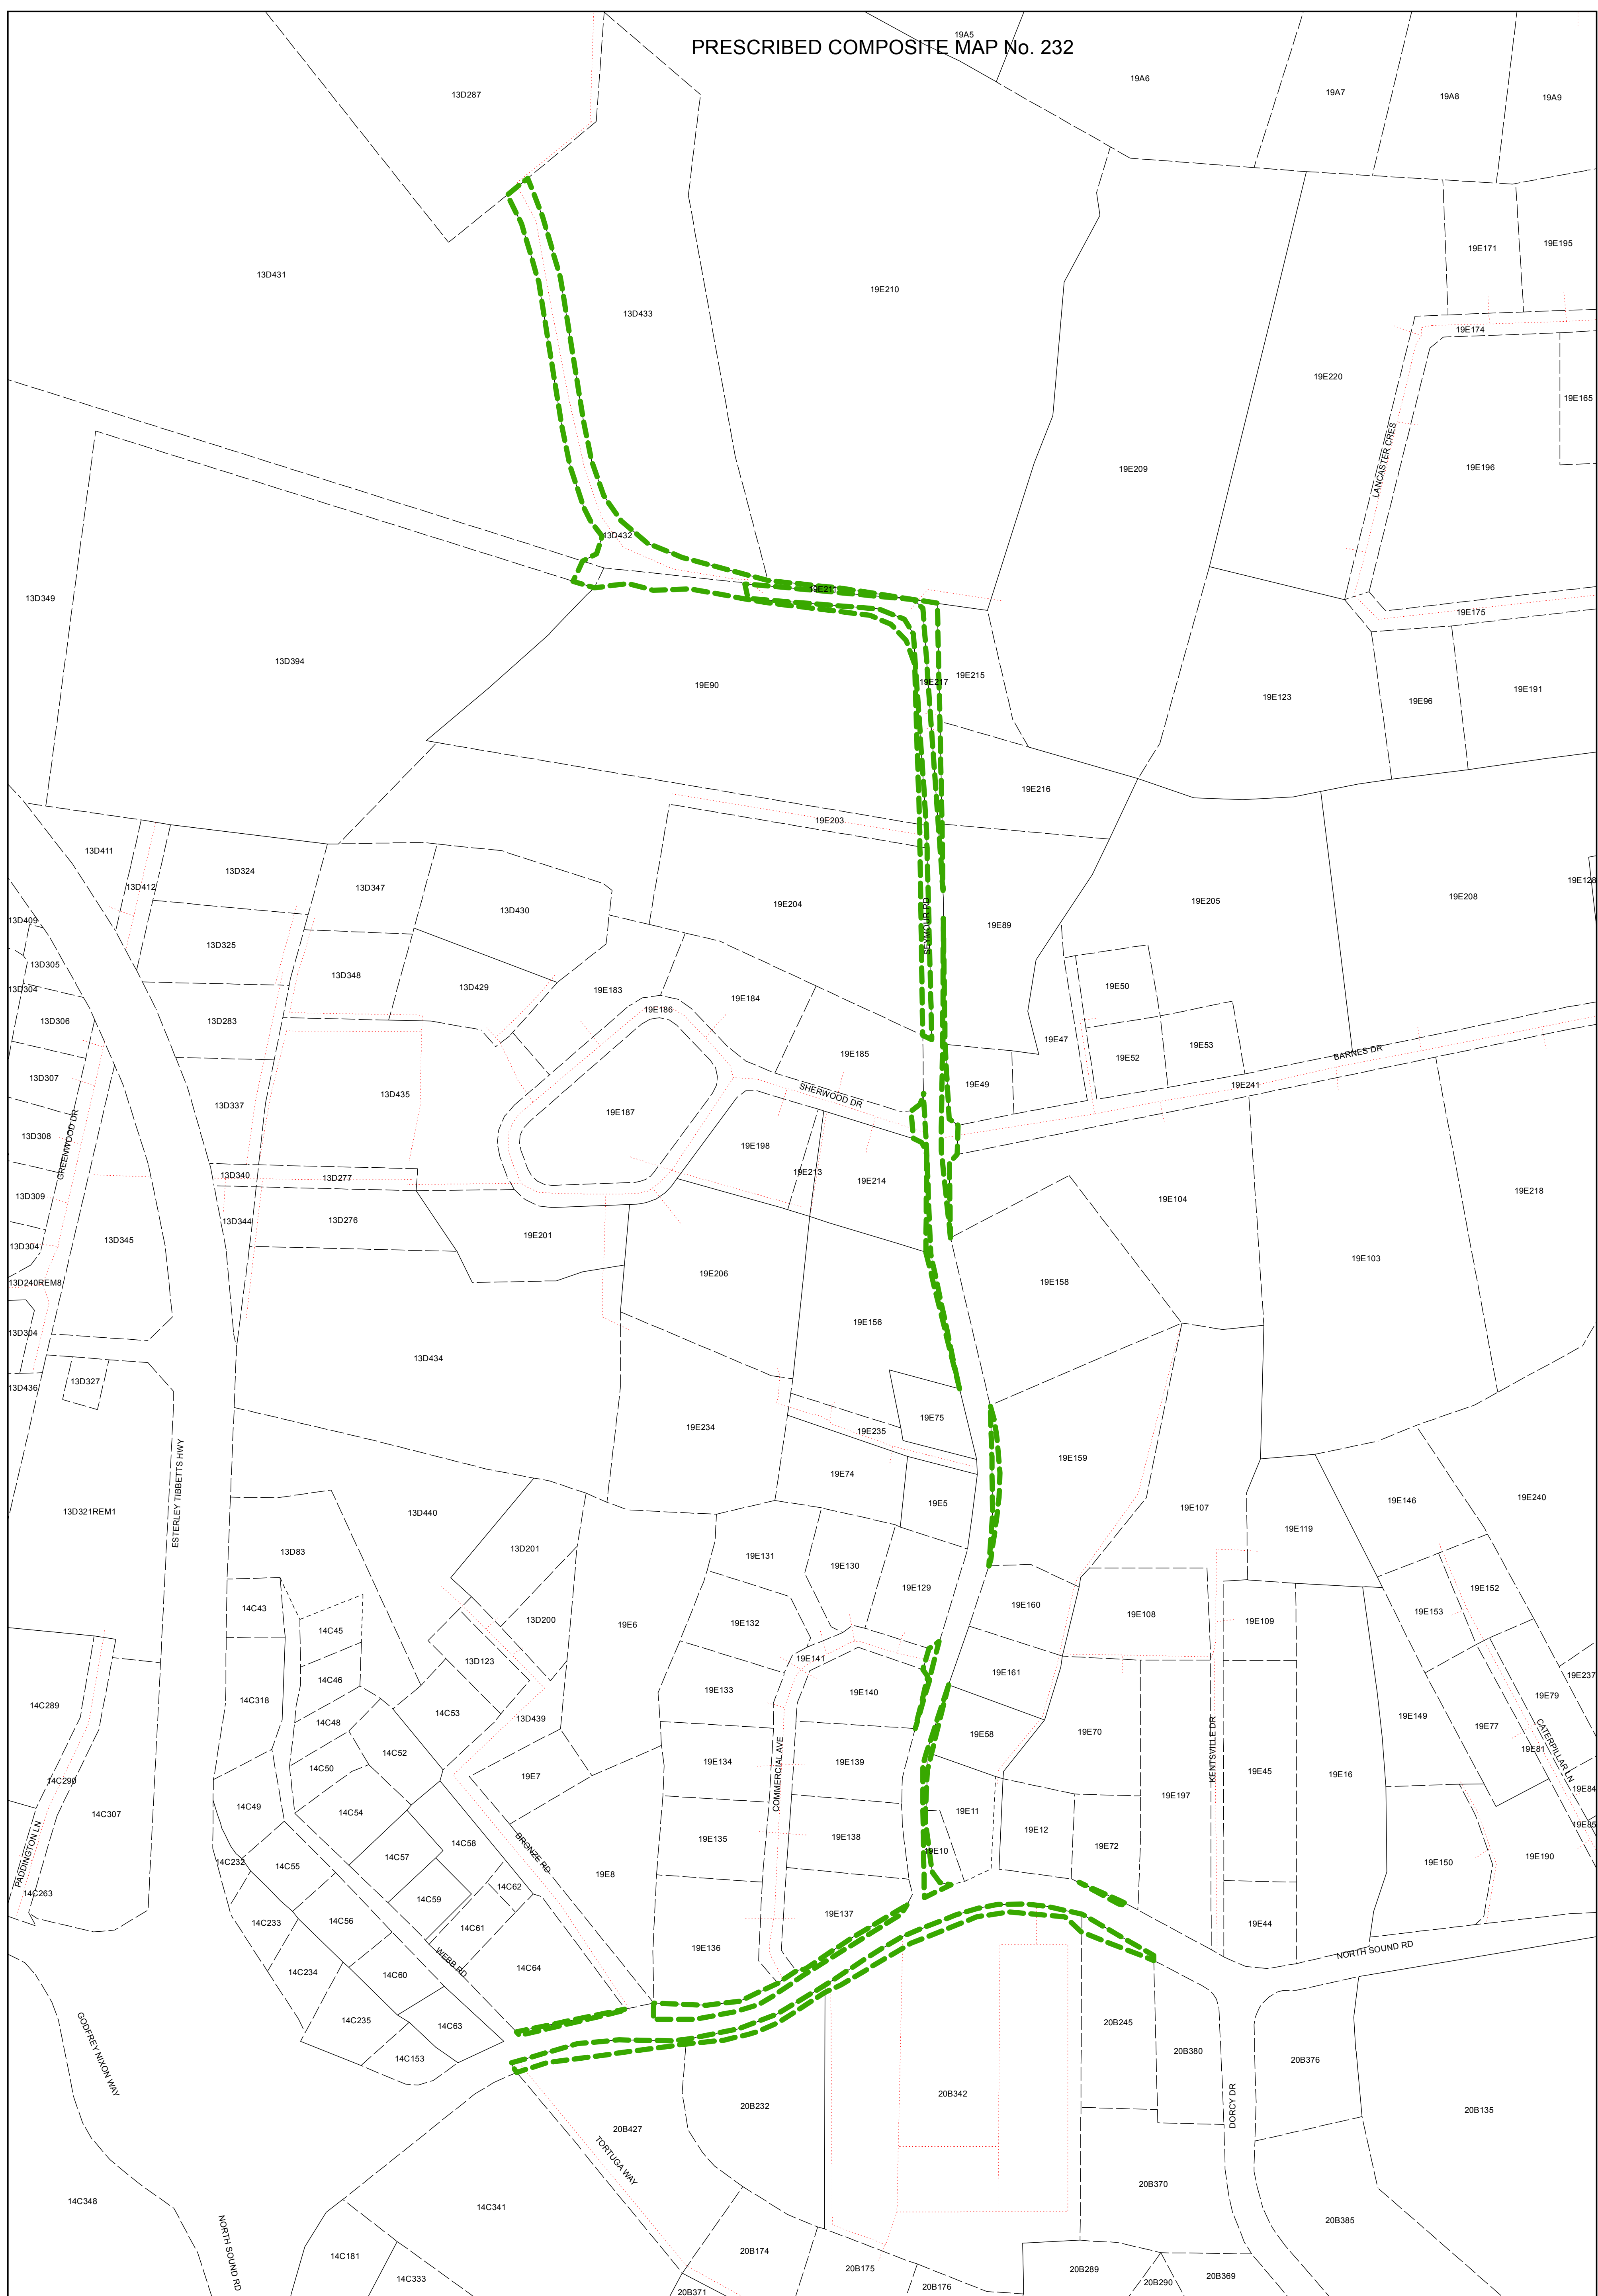 PRESCRIBED COMPOSITE MAP No. 232
19A5
19A6
19A7
19A8
19A9
13D287
19E171
19E195
13D431
13D433
19E210
19E174
19E220
19E165
LANCASTER CRES
19E209
19E196
13D432
19E211
13D349
19E175
13D394
19E90
19E217
19E215
19E123
19E96
19E191
19E216
19E203
13D411
13D412
13D324
13D347
13D430
19E204
19E205
19E208
19E128
13D409
13D325
SEYMOUR RD
19E89
13D305
13D348
13D429
13D304
19E183
19E184
19E50
13D306
13D283
19E186
19E185
19E47
19E52
19E53
BARNES DR
13D307
13D337
13D435
19E187
SHERWOOD DR
19E49
19E241
13D308
GREENWOOD DR
19E198
13D340
13D277
19E213
19E214
13D309
19E104
19E218
13D344
13D276
13D304
13D345
19E201
19E103
13D240REM8
19E206
19E158
13D304
19E156
13D434
13D327
13D436
19E75
19E234
19E235
19E159
ESTERLEY TIBBETTS HWY
19E74
19E5
19E146
19E240
13D321REM1
13D440
19E107
19E119
13D83
13D201
19E131
19E130
19E129
14C43
14C45
13D200
19E6
19E132
19E160
19E108
19E109
19E153
19E152
13D123
19E141
14C46
19E161
19E237
14C289
14C318
14C53
19E133
19E140
19E79
14C48
13D439
19E58
19E70
KENTSVILLE DR
19E149
19E77
14C52
19E134
19E139
CATERPILLAR LN
19E81
14C290
14C50
19E7
COMMERCIAL AVE
19E45
19E16
19E84
14C49
14C54
19E197
14C307
19E11
19E12
19E85
PADDINGTON LN
14C58
BRONZE RD
19E135
19E138
19E72
19E10
14C232
14C55
14C57
19E8
19E150
19E190
14C263
14C62
14C59
14C233
14C56
14C61
19E137
19E44
WEBB RD
19E136
NORTH SOUND RD
14C234
14C60
14C64
14C235
14C63
20B245
14C153
20B380
20B376
GODFREY NIXON WAY
20B342
20B232
DORCY DR
20B135
20B427
TORTUGA WAY
20B370
14C348
14C341
20B385
NORTH SOUND RD
14C181
14C333
20B174
20B175
20B176
20B371
20B289
20B290
20B369